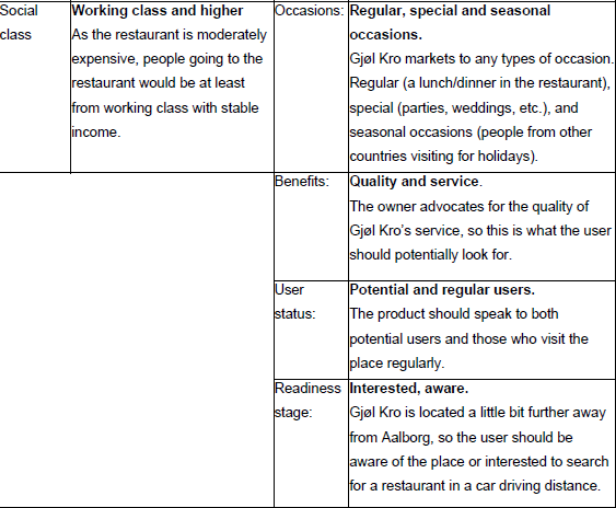 Social
class
Working class and higher
As the restaurant is moderately
expensive, people going to the
restaurant would be at least
from working class with stable
income.
Occasions:
Regular, special and seasonal
occasions.
Gjøl Kro markets to any types of occasion.
Regular (a lunch/dinner in the restaurant),
special (parties, weddings, etc.), and
seasonal occasions (people from other
countries visiting for holidays).
Benefits:
Quality and service.
The owner advocates for the quality of
Gjøl Kro’s service, so this is what the user
should potentially look for.
User
status:
Potential and regular users.
The product should speak to both
potential users and those who visit the
place regularly.
Readiness
stage:
Interested, aware.
Gjøl Kro is located a little bit further away
from Aalborg, so the user should be
aware of the place or interested to search
for a restaurant in a car driving distance.